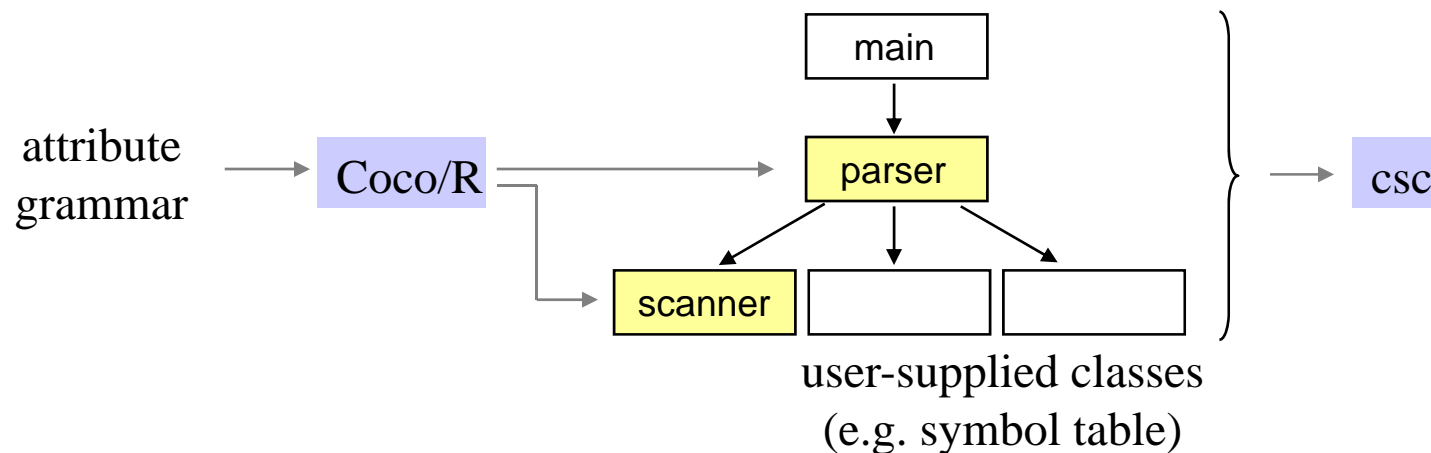 main
attribute
grammar
Coco/R
parser
csc
scanner
user-supplied classes
(e.g. symbol table)